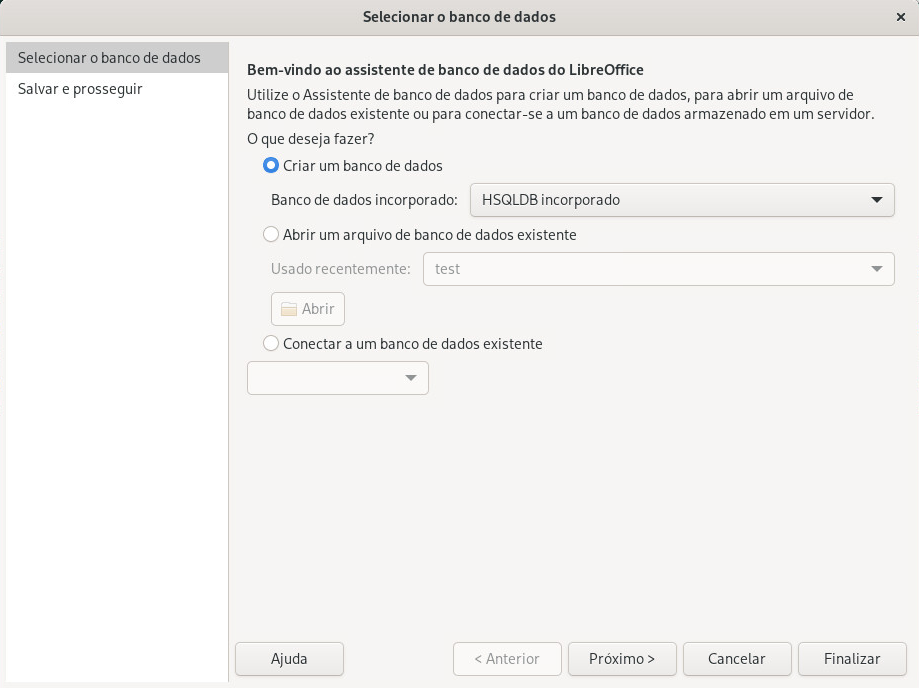 Selecionar o banco de dados
Selecionar o banco de dados
Salvar e prosseguir
Bem-vindo ao assistente de banco de dados do LibreOffice
Utilize o Assistente de banco de dados para criar um banco de dados, para abrir um arquivo de
banco de dados existente ou para conectar-se a um banco de dados armazenado em um servidor.
O que deseja fazer?
Criar um banco de dados
Banco de dados incorporado: HSQLDB incorporado
Abrir um arquivo de banco de dados existente
Usado recentemente: test
Abrir
Conectar a um banco de dados existente
Ajuda < Anterior Próximo > Cancelar Finalizar